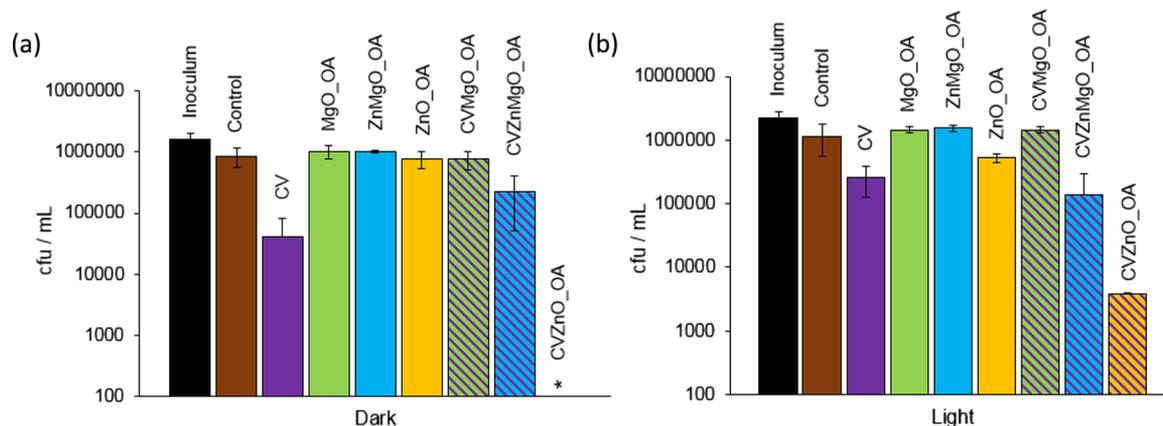 (a)
10000000
1000000
100000
10000
1000
100
cfu / mL
Inoculum
Control
CV
MgO_OA
ZnMgO_OA
ZnO_OA
CVMgO_OA
CVZnMgO_OA
* CVZnO_OA
Dark
(b)
10000000
1000000
100000
10000
1000
100
cfu / mL
Inoculum
Control
CV
MgO_OA
ZnMgO_OA
ZnO_OA
CVMgO_OA
CVZnMgO_OA
CVZnO_OA
Light